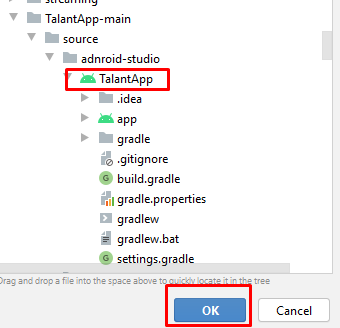 streaming
TalantApp-main
source
adnroid-studio
TalantApp
.idea
app
gradle
.gitignore
build.gradle
gradle.properties
gradlew
gradlew.bat
settings.gradle
Drag and drop a file into the space above to quickly locate it in the tree
OK
Cancel